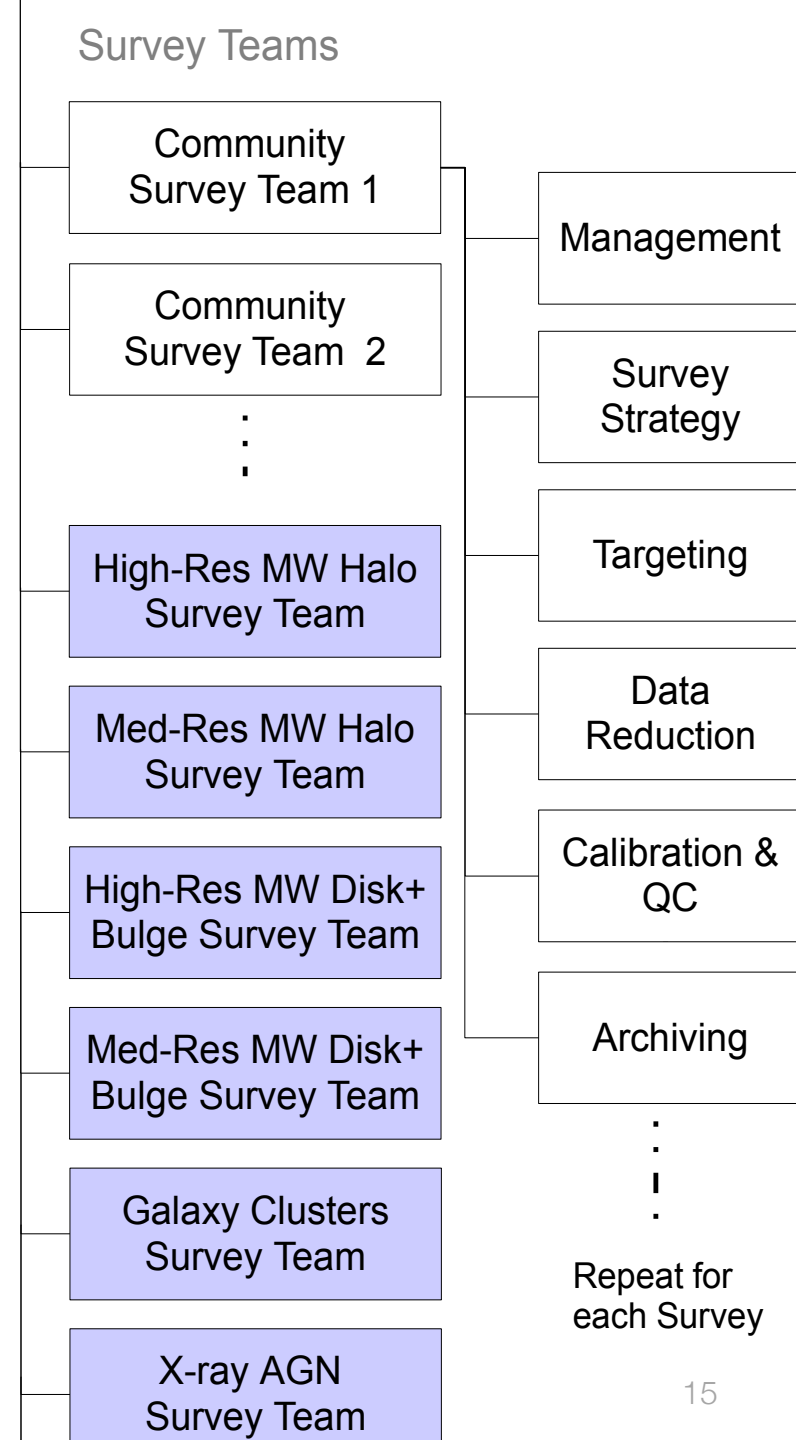 Survey Teams
Community
Survey Team 1
Community
Survey Team 2
High-Res MW Halo
Survey Team
Med-Res MW Halo
Survey Team
High-Res MW Disk+
Bulge Survey Team
Med-Res MW Disk+
Bulge Survey Team
Galaxy Clusters
Survey Team
X-ray AGN
Survey Team
Management
Survey
Strategy
Targeting
Data
Reduction
Calibration &
QC
Archiving
Repeat for
each Survey
15